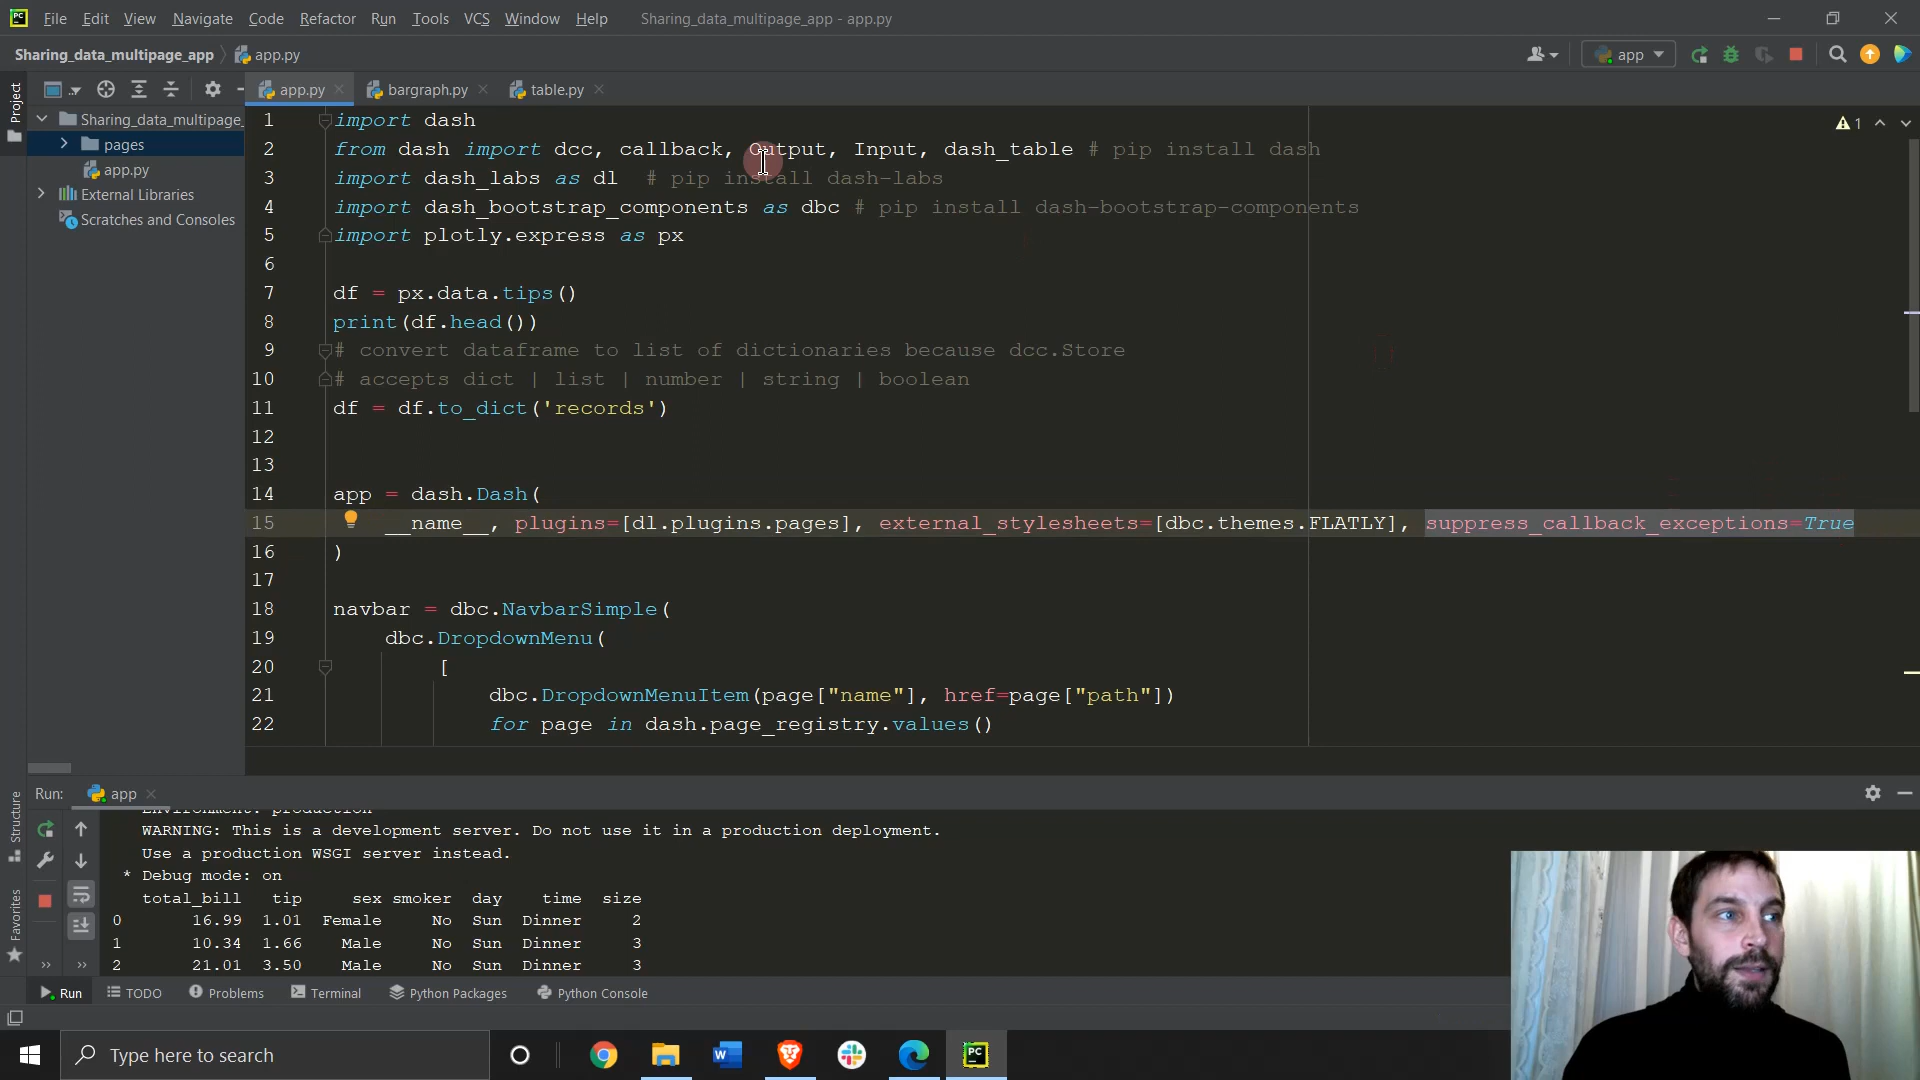 File Edit View Navigate Code Refactor Run Tools VCS Window Help Sharing_data_multipage_app - app.py
Sharing_data_multipage_app app.py app
Project app.py bargraph.py table.py
Sharing_data_multipage_
pages
app.py
External Libraries
Scratches and Consoles
1 import dash
2 from dash import dcc, callback, Output, Input, dash_table # pip install dash
3 import dash_labs as dl # pip install dash-labs
4 import dash_bootstrap_components as dbc # pip install dash-bootstrap-components
5 import plotly.express as px
6
7 df = px.data.tips()
8 print(df.head())
9 # convert dataframe to list of dictionaries because dcc.Store
10 # accepts dict | list | number | string | boolean
11 df = df.to_dict('records')
12
13
14 app = dash.Dash(
15 __name__, plugins=[dl.plugins.pages], external_stylesheets=[dbc.themes.FLATLY], suppress_callback_exceptions=True
16 )
17
18 navbar = dbc.NavbarSimple(
19 dbc.DropdownMenu(
20 [
21 dbc.DropdownMenuItem(page["name"], href=page["path"])
22 for page in dash.page_registry.values()
1
Run: app
Environment: production
WARNING: This is a development server. Do not use it in a production deployment.
Use a production WSGI server instead.
* Debug mode: on
total_bill tip sex smoker day time size
0 16.99 1.01 Female No Sun Dinner 2
1 10.34 1.66 Male No Sun Dinner 3
2 21.01 3.50 Male No Sun Dinner 3
Structure
Favorites
Run TODO Problems Terminal Python Packages Python Console
Type here to search